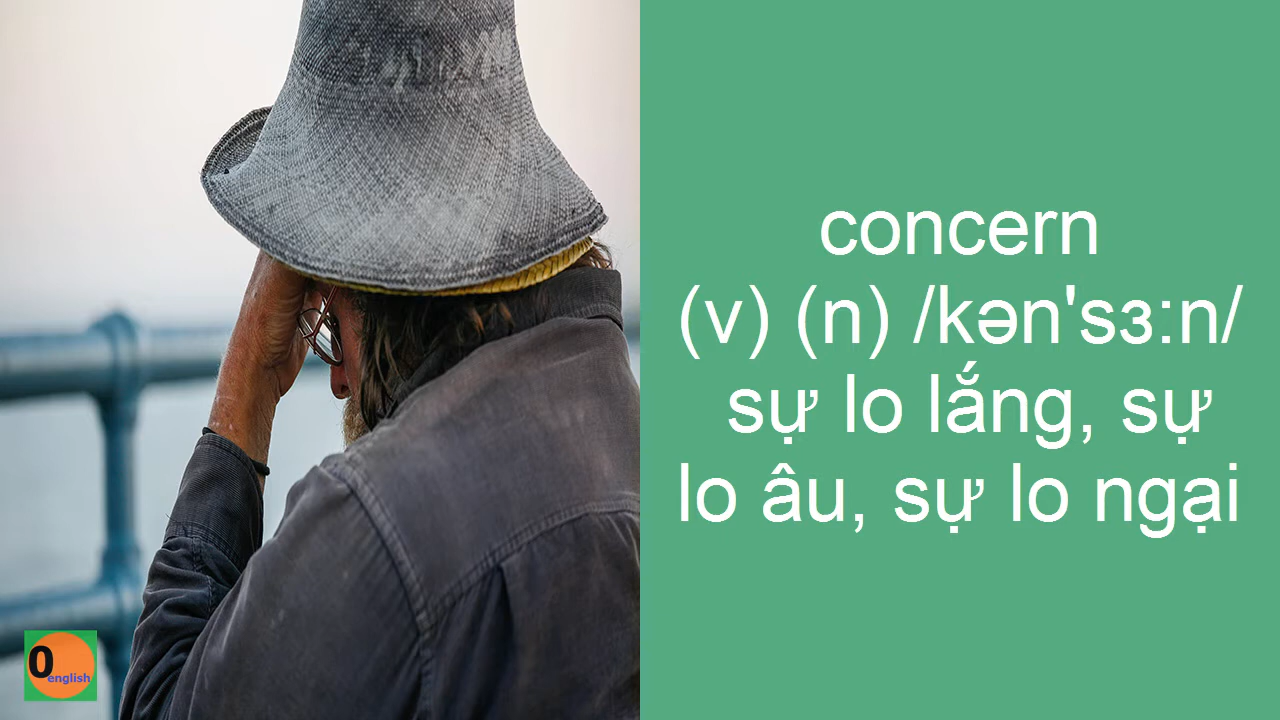 concern
(v) (n) /kən'sɜ:n/
sự lo lắng, sự
lo âu, sự lo ngại
0
english